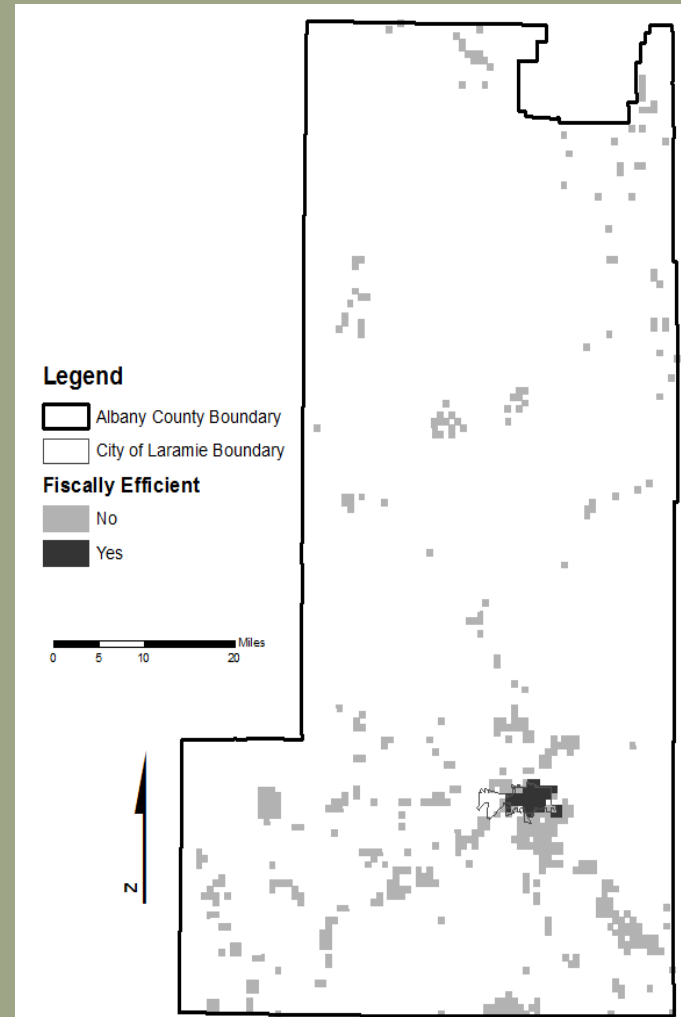 Legend
Albany County Boundary
City of Laramie Boundary
Fiscally Efficient
No
Yes
Miles
0 5 10 20
N